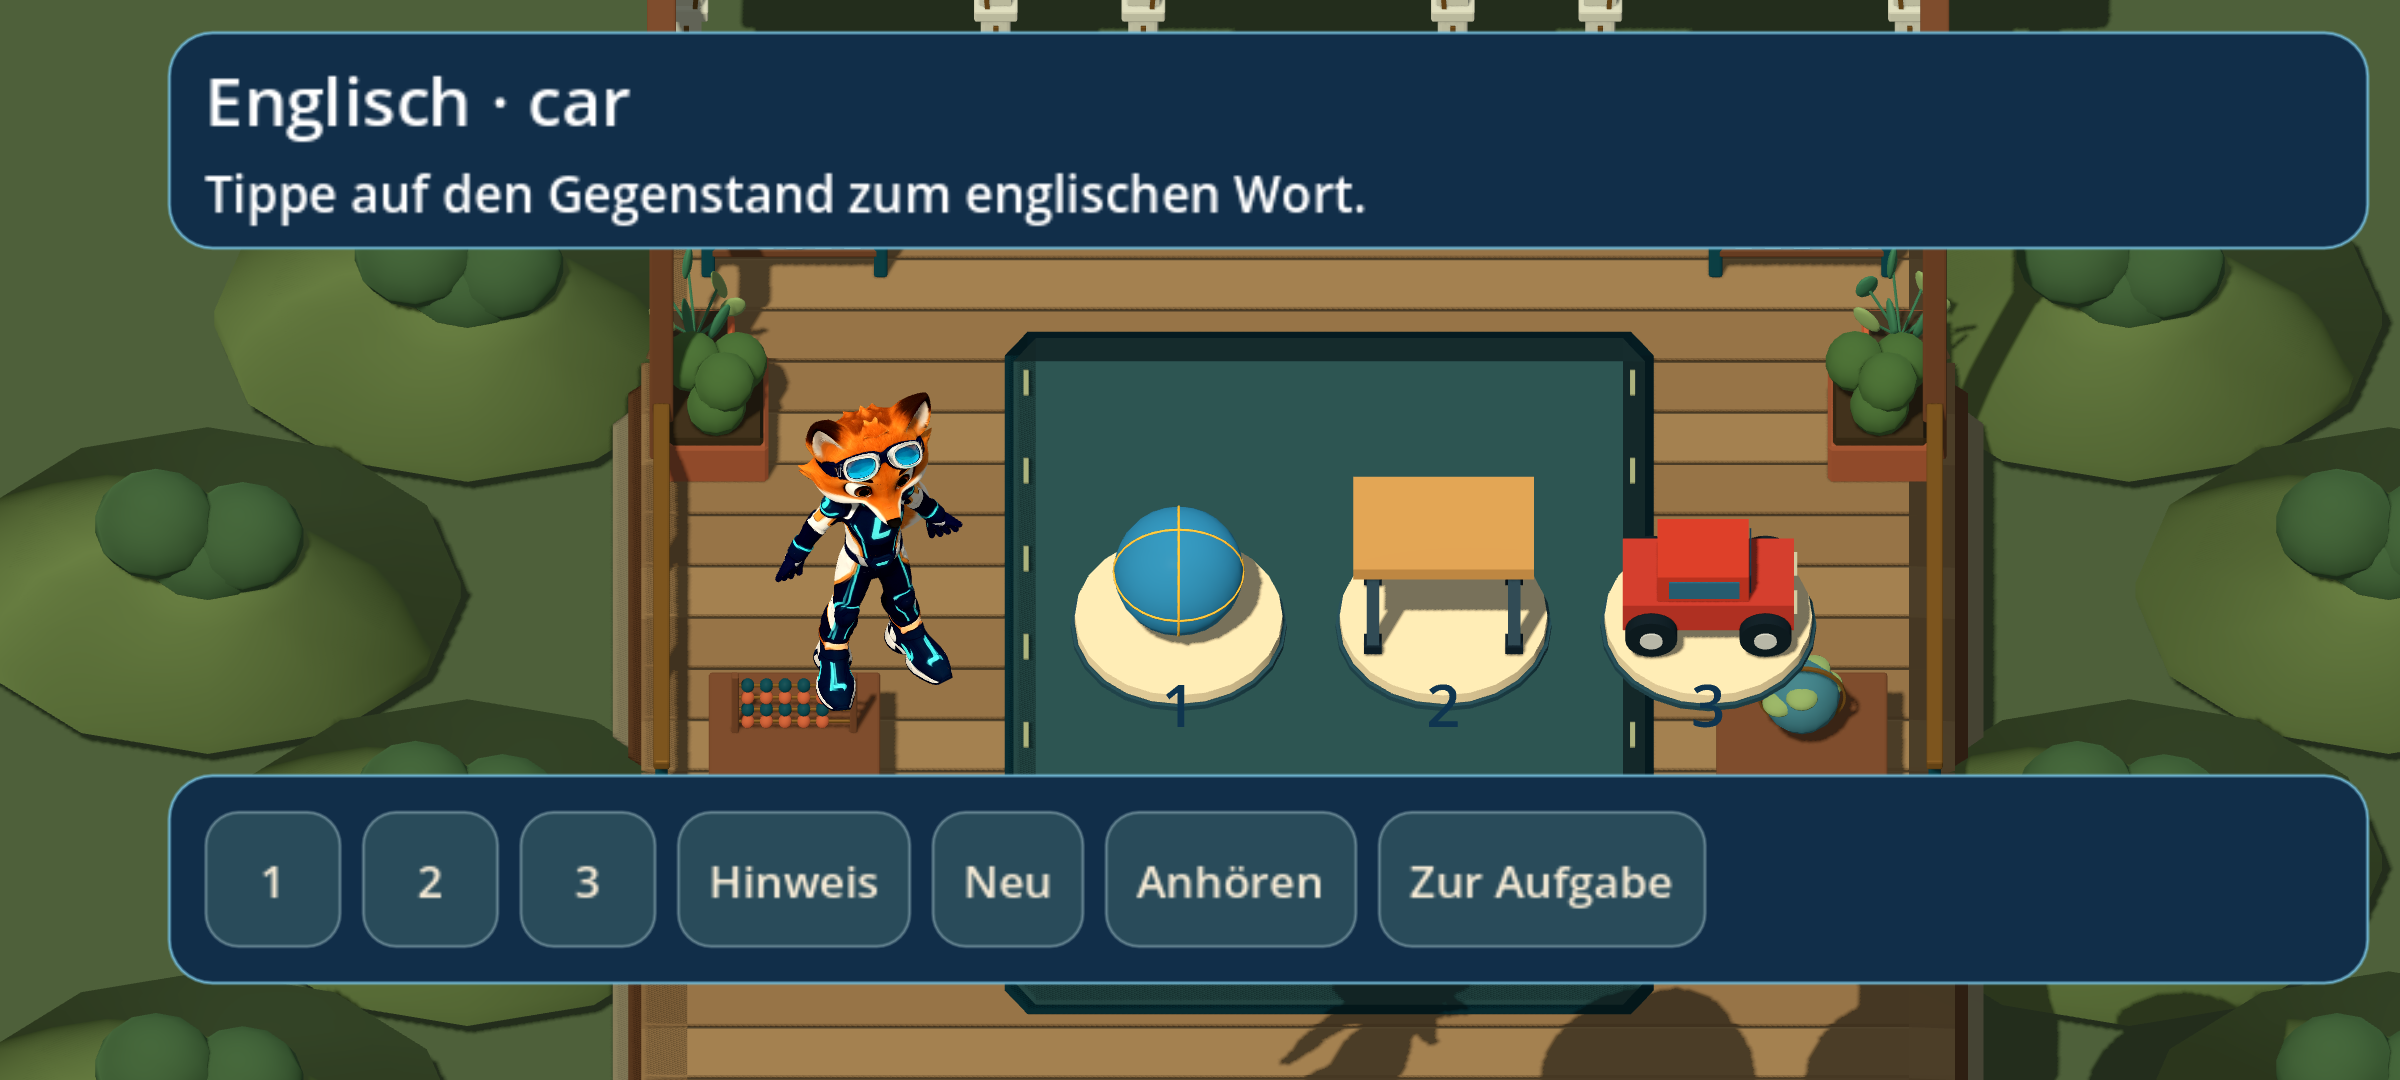 Englisch · car
Tippe auf den Gegenstand zum englischen Wort.
1 2 3
1 2 3 Hinweis Neu Anhören Zur Aufgabe